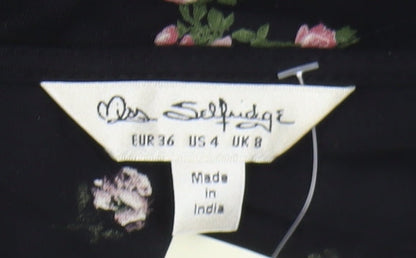 Miss Selfridge
EUR 36 US 4 UK 8
Made
in
India